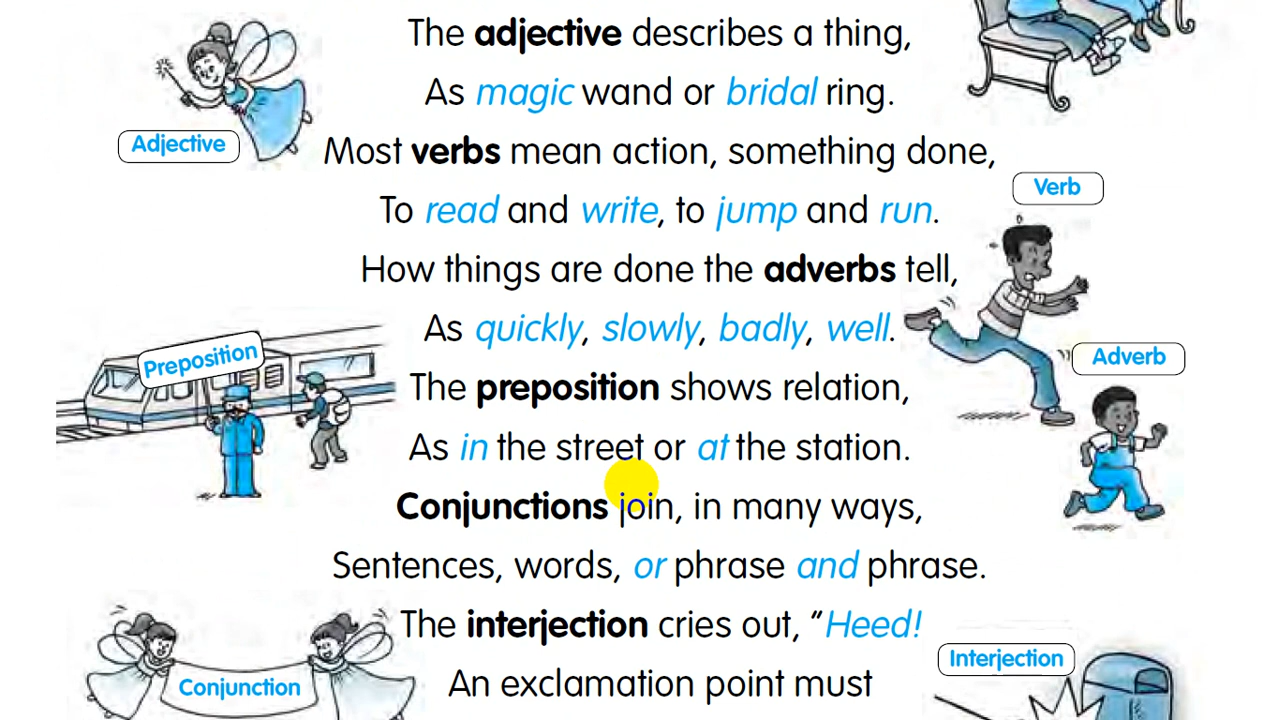 The adjective describes a thing,
As magic wand or bridal ring.
Adjective
Most verbs mean action, something done,
Verb
To read and write, to jump and run.
How things are done the adverbs tell,
As quickly, slowly, badly, well.
Adverb
Preposition
The preposition shows relation,
As in the street or at the station.
Conjunctions join, in many ways,
Sentences, words, or phrase and phrase.
The interjection cries out, “Heed!
Interjection
An exclamation point must
Conjunction